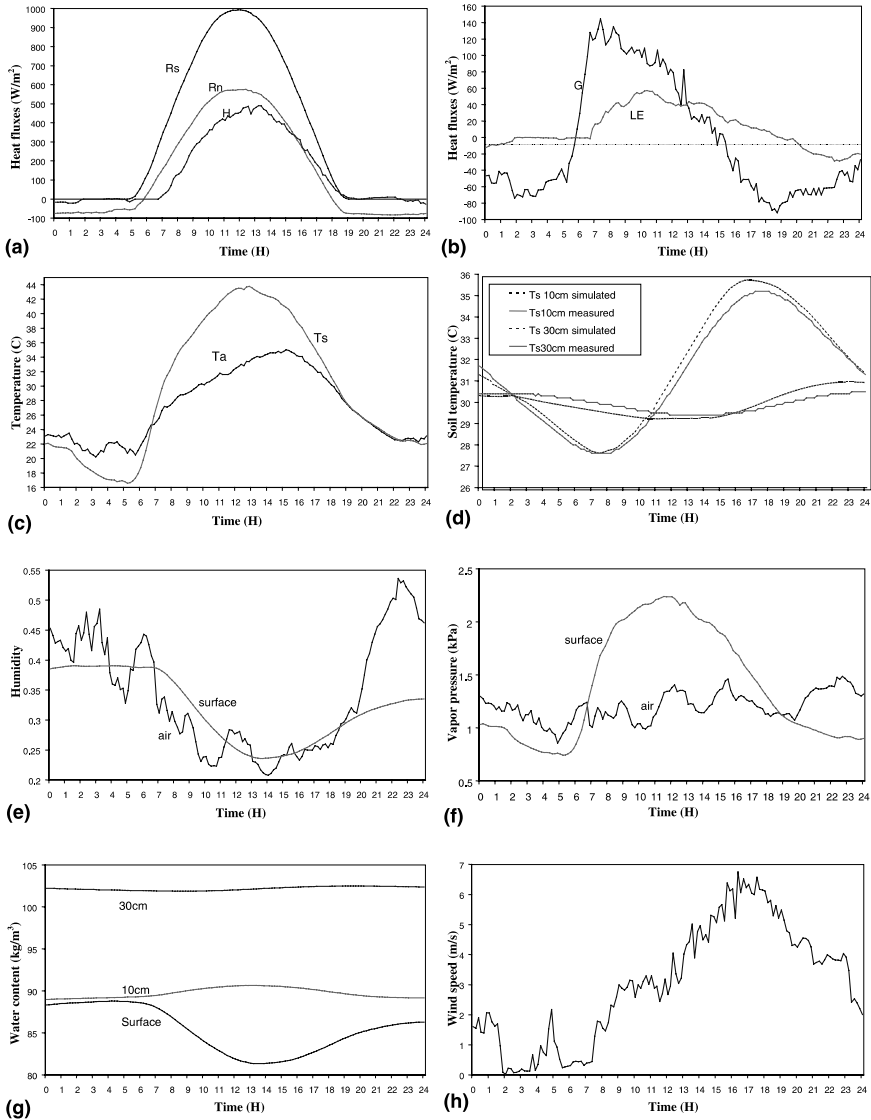 1000
900
800
700
600
500
400
300
200
100
0
-100
Heat fluxes (W/m²)
Rs
Rn
H
0 1 2 3 4 5 6 7 8 9 10 11 12 13 14 15 16 17 18 19 20 21 22 23 24
Time (H)
(a)
160
140
120
100
80
60
40
20
0
-20
-40
-60
-80
-100
Heat fluxes (W/m²)
G
LE
0 1 2 3 4 5 6 7 8 9 10 11 12 13 14 15 16 17 18 19 20 21 22 23 24
Time (H)
(b)
44
42
40
38
36
34
32
30
28
26
24
22
20
18
16
Temperature (C)
Ta
Ts
0 1 2 3 4 5 6 7 8 9 10 11 12 13 14 15 16 17 18 19 20 21 22 23 24
Time (H)
(c)
36
35
34
33
32
31
30
29
28
27
26
Soil temperature (C)
Ts 10cm simulated
Ts10cm measured
Ts 30cm simulated
Ts30cm measured
0 1 2 3 4 5 6 7 8 9 10 11 12 13 14 15 16 17 18 19 20 21 22 23 24
Time (H)
(d)
0,55
0,5
0,45
0,4
0,35
0,3
0,25
0,2
Humidity
surface
air
0 1 2 3 4 5 6 7 8 9 10 11 12 13 14 15 16 17 18 19 20 21 22 23 24
Time (H)
(e)
2.5
2
1.5
1
0.5
Vapor pressure (kPa)
surface
air
0 1 2 3 4 5 6 7 8 9 10 11 12 13 14 15 16 17 18 19 20 21 22 23 24
Time (H)
(f)
105
100
95
90
85
80
Water content (kg/m³)
30cm
10cm
Surface
0 1 2 3 4 5 6 7 8 9 10 11 12 13 14 15 16 17 18 19 20 21 22 23 24
Time (H)
(g)
7
6
5
4
3
2
1
0
Wind speed (m/s)
0 1 2 3 4 5 6 7 8 9 10 11 12 13 14 15 16 17 18 19 20 21 22 23 24
Time (H)
(h)